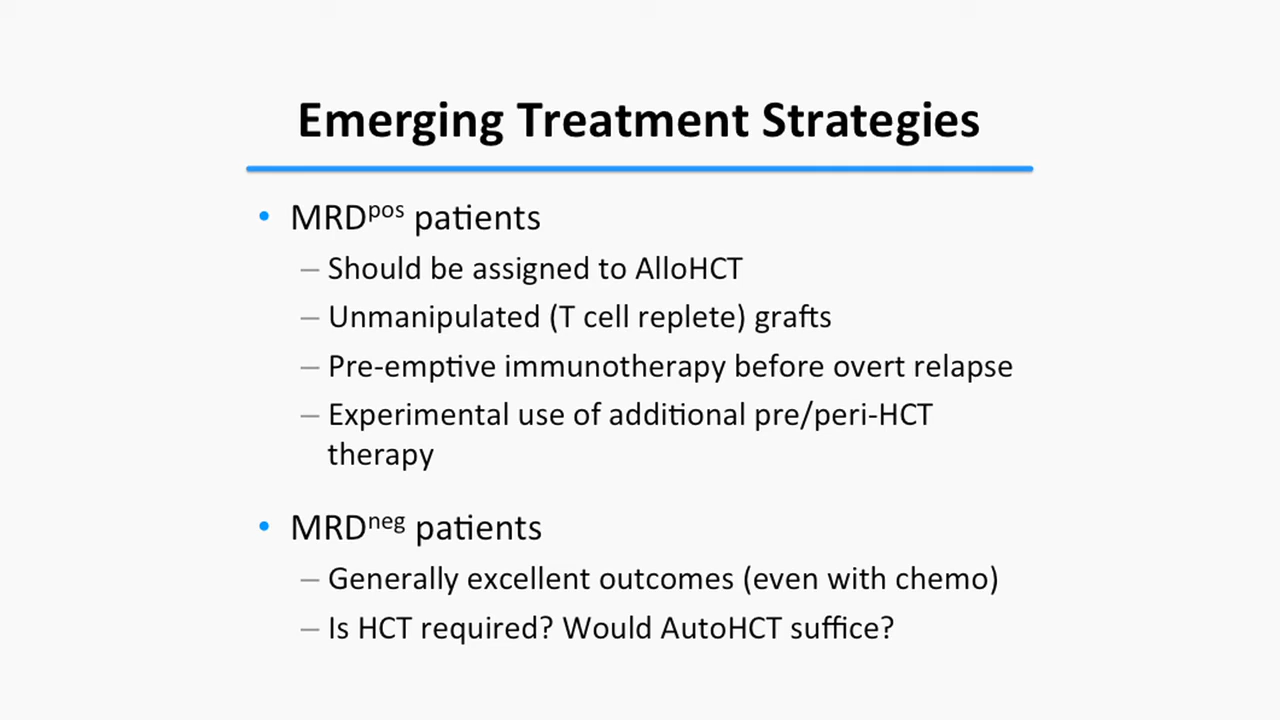 Emerging Treatment Strategies
• MRDpos patients
– Should be assigned to AlloHCT
– Unmanipulated (T cell replete) grafts
– Pre-emptive immunotherapy before overt relapse
– Experimental use of additional pre/peri-HCT
therapy
• MRDneg patients
– Generally excellent outcomes (even with chemo)
– Is HCT required? Would AutoHCT suffice?